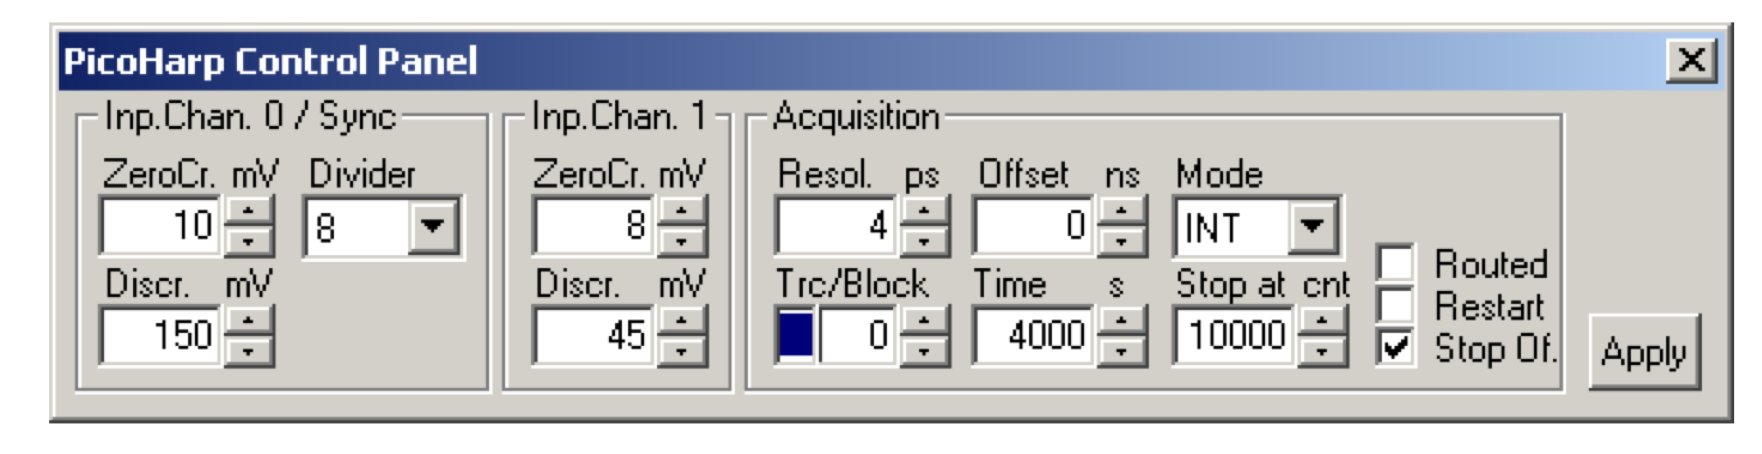 PicoHarp Control Panel
Inp.Chan. 0 / Sync
ZeroCr. mV Divider
10 8
Discr. mV
150
Inp.Chan. 1
ZeroCr. mV
8
Discr. mV
45
Acquisition
Resol. ps Offset ns Mode
4 0 INT
Trc/Block Time s Stop at cnt
0 4000 10000
Routed
Restart
Stop Of.
Apply